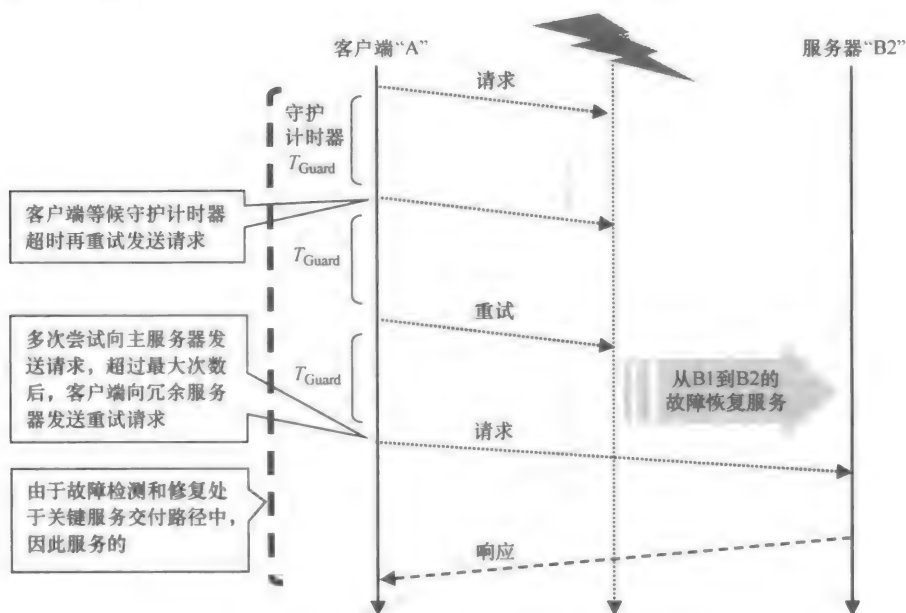 客户端“A”
服务器“B2”
请求
守护
计时器
T_Guard
客户端等候守护计时器
超时再重试发送请求
T_Guard
重试
多次尝试向主服务器发
送请求，超过最大次数
后，客户端向冗余服务
器发送重试请求
T_Guard
从B1到B2的
故障恢复服务
请求
由于故障检测和修复处
于关键服务交付路径中，
因此服务的
响应